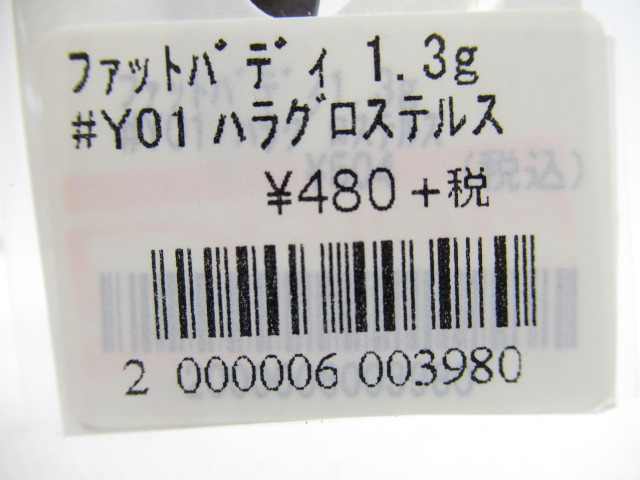 ﾌｧｯﾄﾊﾞﾃﾞｨ 1.3g
#Y01 ﾊﾗｸﾞﾛｽﾃﾙｽ
¥480+税
2 000006 003980